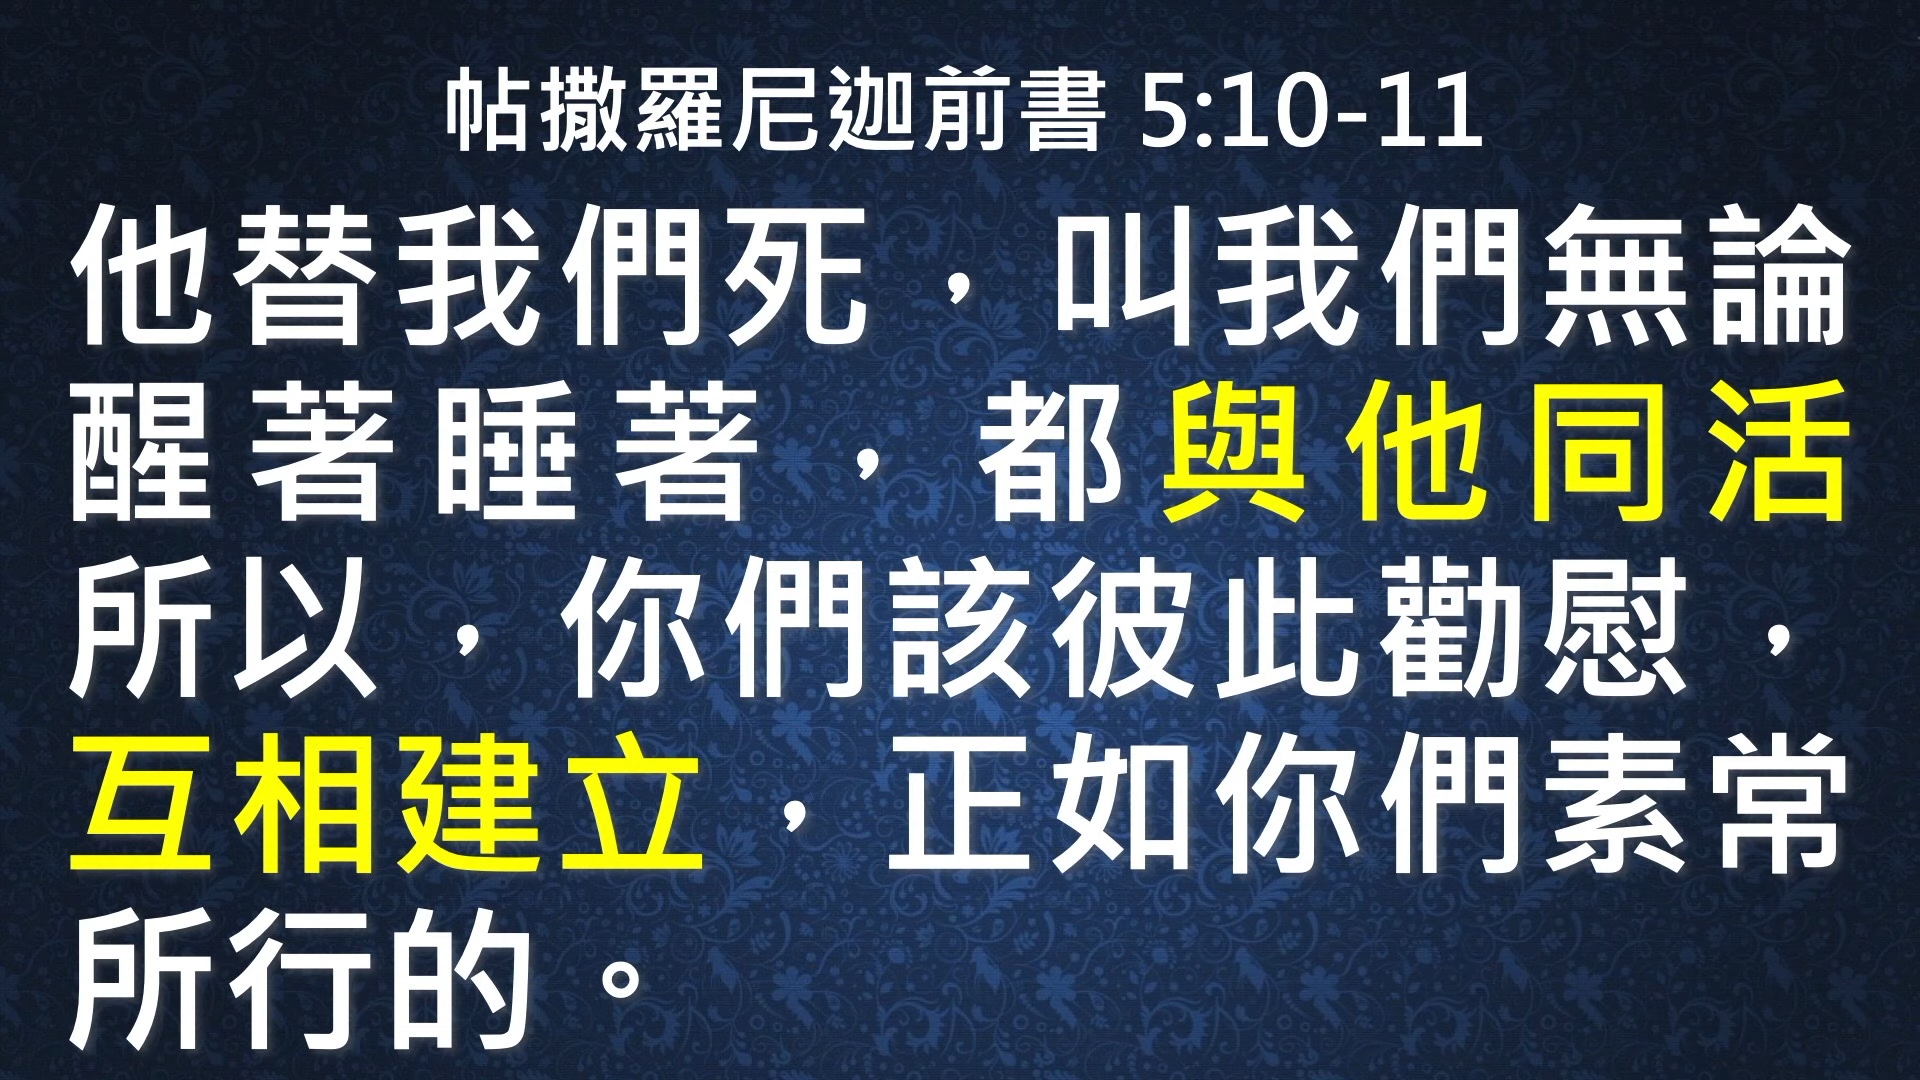 帖撒羅尼迦前書 5:10-11
他替我們死，叫我們無論
醒著睡著，都與他同活
所以，你們該彼此勸慰，
互相建立，正如你們素常
所行的。